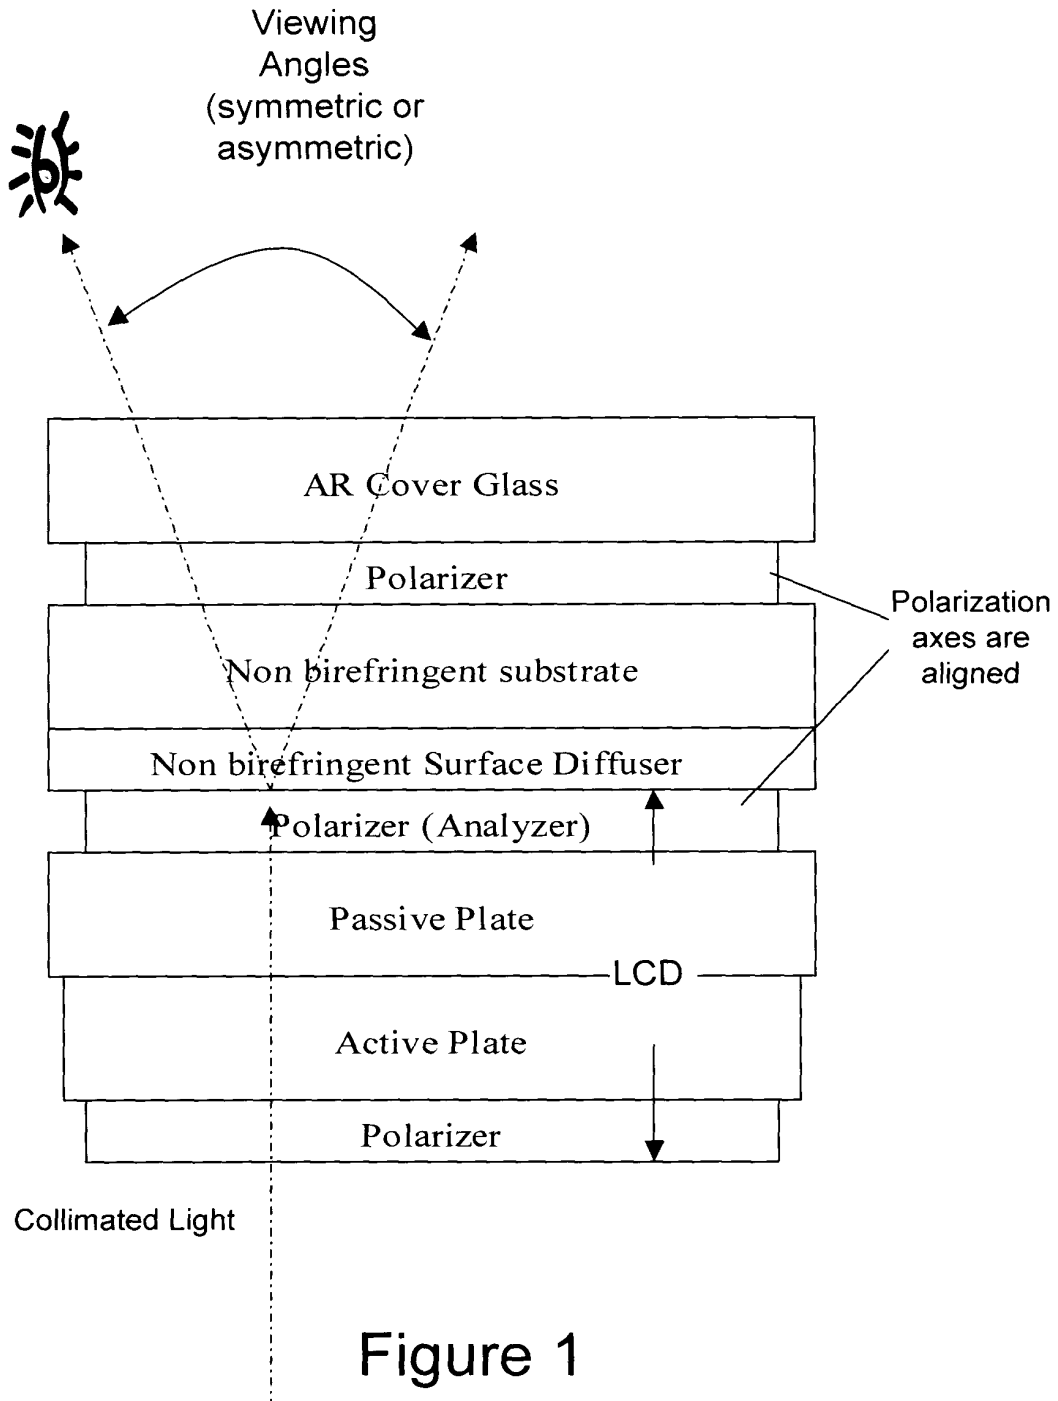 Viewing
Angles
(symmetric or
asymmetric)
AR Cover Glass
Polarizer
Polarization
axes are
aligned
Non birefringent substrate
Non birefringent Surface Diffuser
Polarizer (Analyzer)
Passive Plate
LCD
Active Plate
Polarizer
Collimated Light
Figure 1